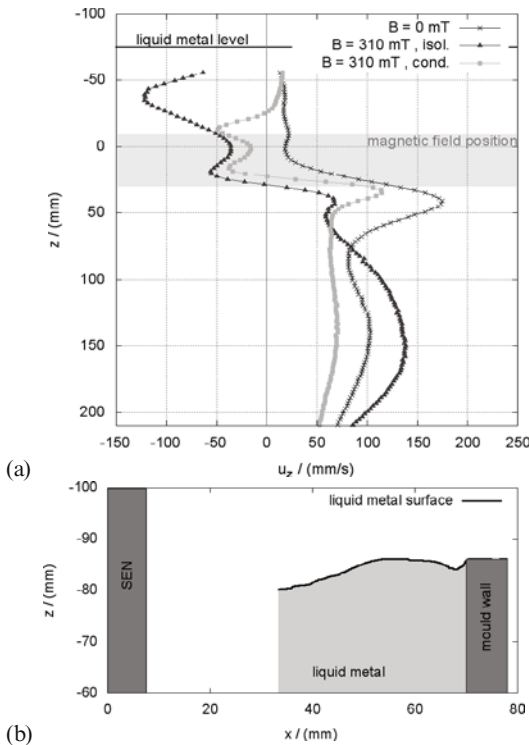 -100
liquid metal level
B = 0 mT
B = 310 mT , isol.
B = 310 mT , cond.
-50
magnetic field position
0
50
100
150
200
z / (mm)
-150 -100 -50 0 50 100 150 200 250
(a)
u_z / (mm/s)
-100
liquid metal surface
-90
SEN
-80
mould wall
-70
liquid metal
-60
z / (mm)
0 20 40 60 80
(b)
x / (mm)